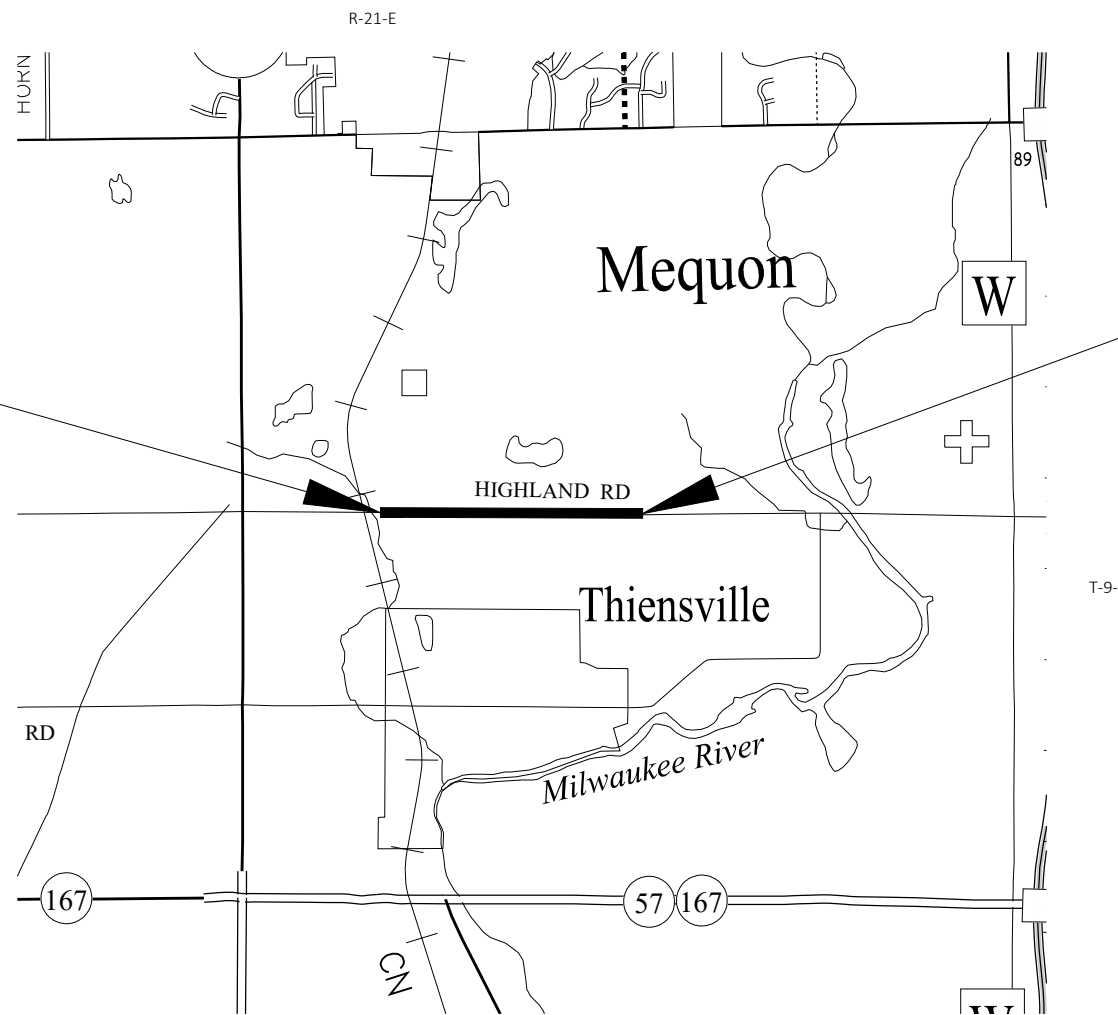 R-21-E
HORN
89
Mequon
W
HIGHLAND RD
Thiensville
T-9-
RD
Milwaukee River
167
57
167
CN
W